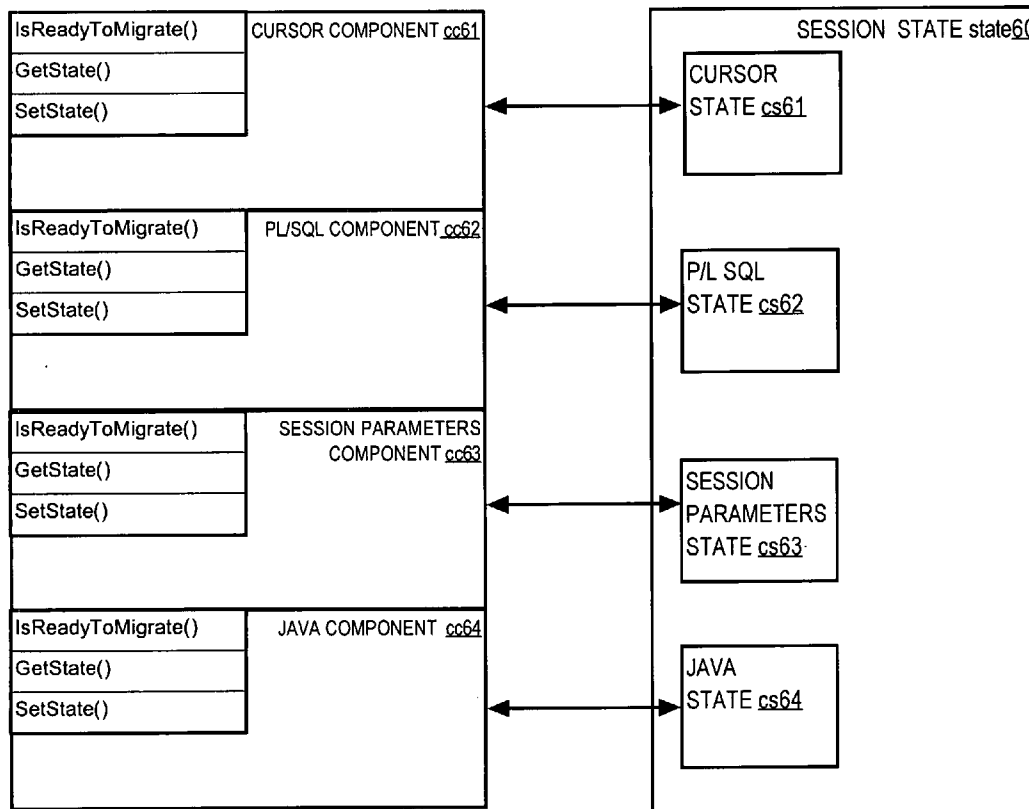 IsReadyToMigrate()
CURSOR COMPONENT cc61
GetState()
SetState()
SESSION STATE state60
CURSOR
STATE cs61
IsReadyToMigrate()
PL/SQL COMPONENT cc62
GetState()
SetState()
P/L SQL
STATE cs62
IsReadyToMigrate()
SESSION PARAMETERS
COMPONENT cc63
GetState()
SetState()
SESSION
PARAMETERS
STATE cs63
IsReadyToMigrate()
JAVA COMPONENT cc64
GetState()
SetState()
JAVA
STATE cs64